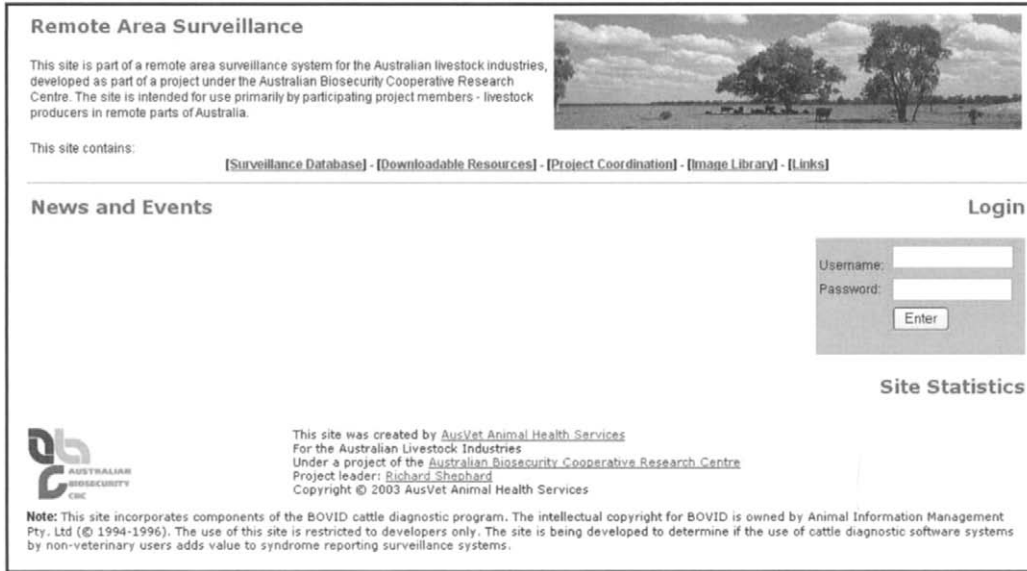 Remote Area Surveillance
This site is part of a remote area surveillance system for the Australian livestock industries,
developed as part of a project under the Australian Biosecurity Cooperative Research
Centre. The site is intended for use primarily by participating project members - livestock
producers in remote parts of Australia.
This site contains:
[Surveillance Database] - [Downloadable Resources] - [Project Coordination] - [Image Library] - [Links]
News and Events
Login
Username:
Password:
Enter
Site Statistics
AUSTRALIAN
BIOSECURITY
CRC
This site was created by AusVet Animal Health Services
For the Australian Livestock Industries
Under a project of the Australian Biosecurity Cooperative Research Centre
Project leader: Richard Shephard
Copyright © 2003 AusVet Animal Health Services
Note: This site incorporates components of the BOVID cattle diagnostic program. The intellectual copyright for BOVID is owned by Animal Information Management
Pty. Ltd (© 1994-1996). The use of this site is restricted to developers only. The site is being developed to determine if the use of cattle diagnostic software systems
by non-veterinary users adds value to syndrome reporting surveillance systems.